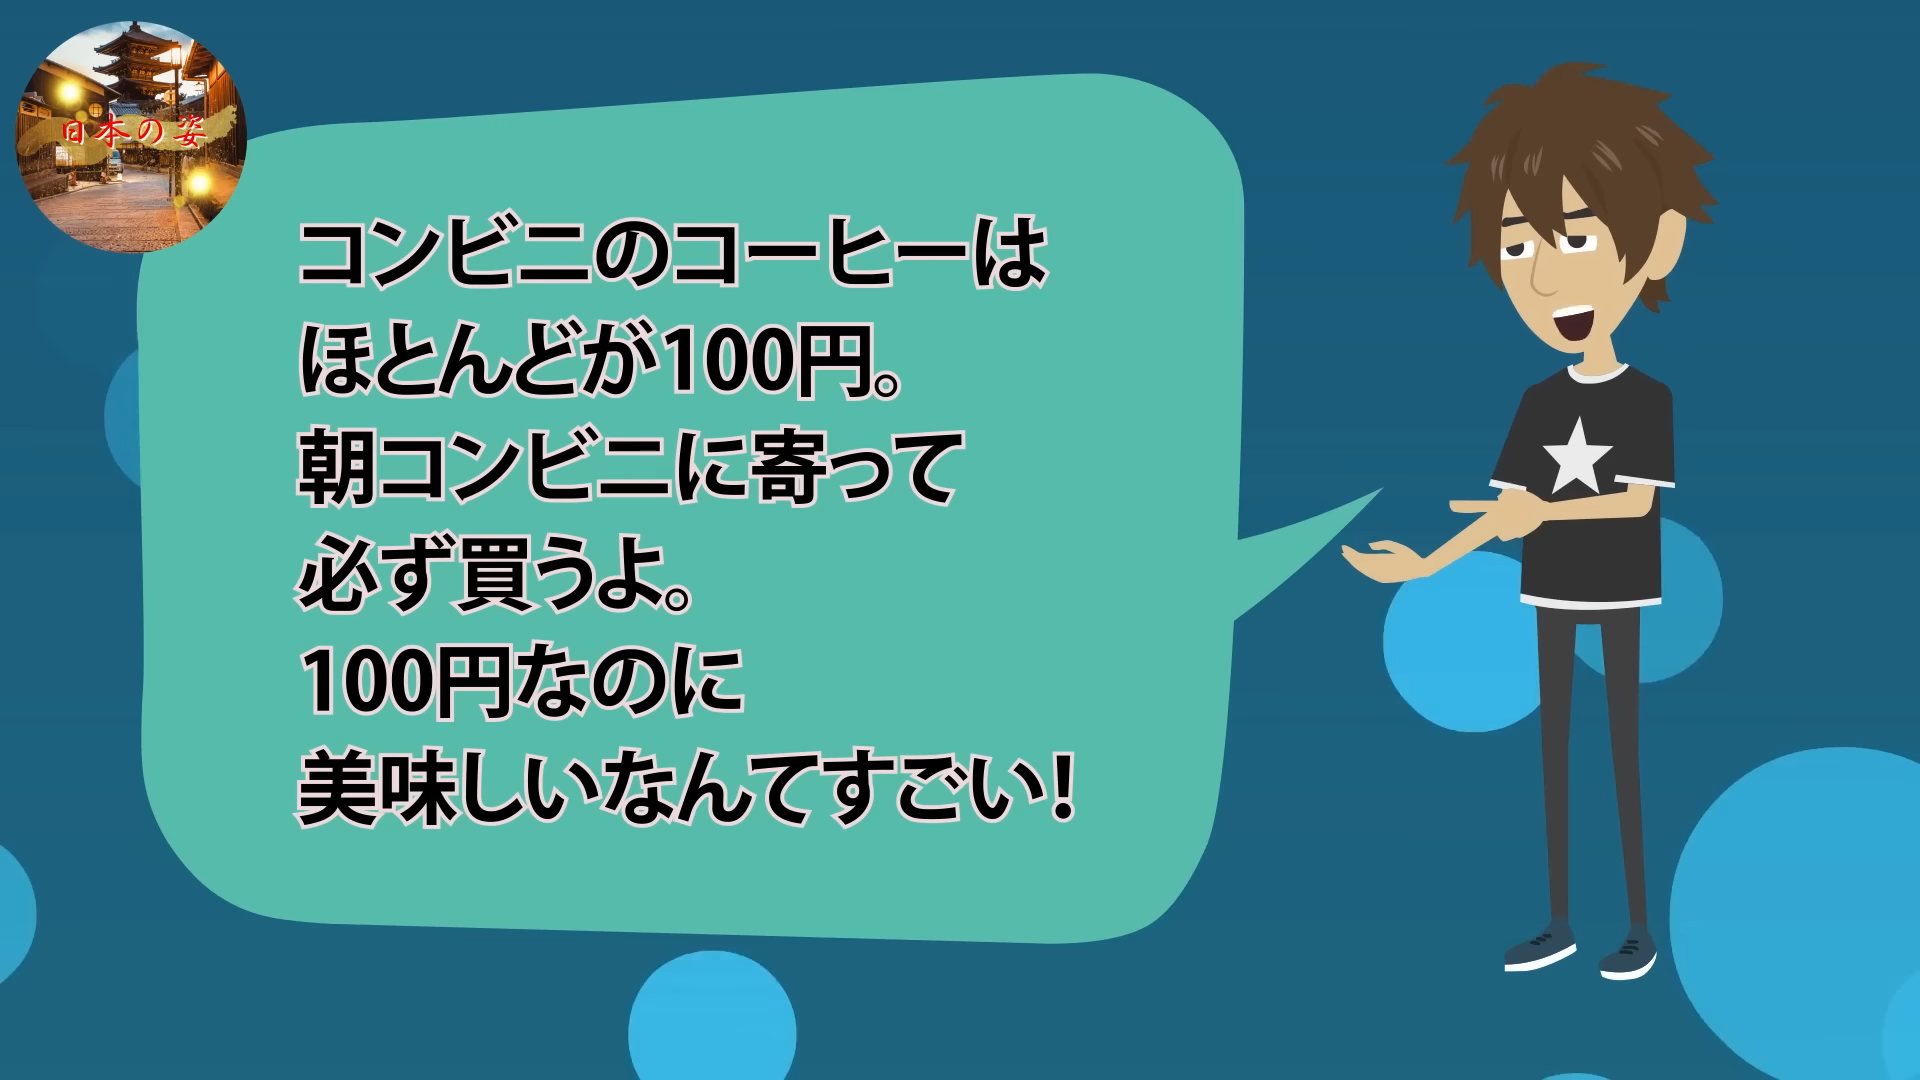 日本の姿
コンビニのコーヒーは
ほとんどが100円。
朝コンビニに寄って
必ず買うよ。
100円なのに
美味しいなんてすごい!